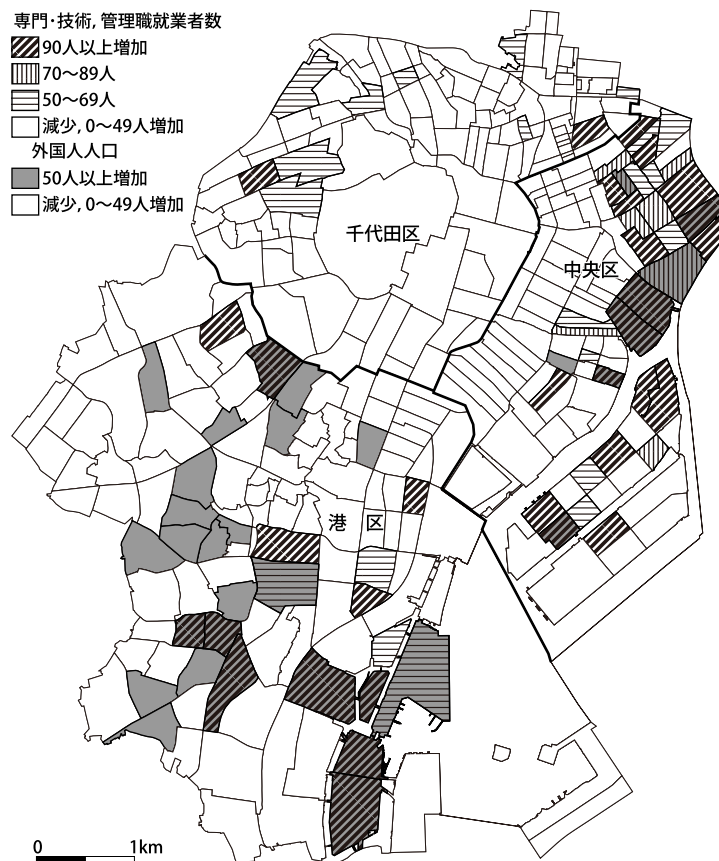 専門・技術, 管理職就業者数
90人以上増加
70〜89人
50〜69人
減少, 0〜49人増加
外国人人口
50人以上増加
減少, 0〜49人増加
千代田区
中央区
港 区
0 1km